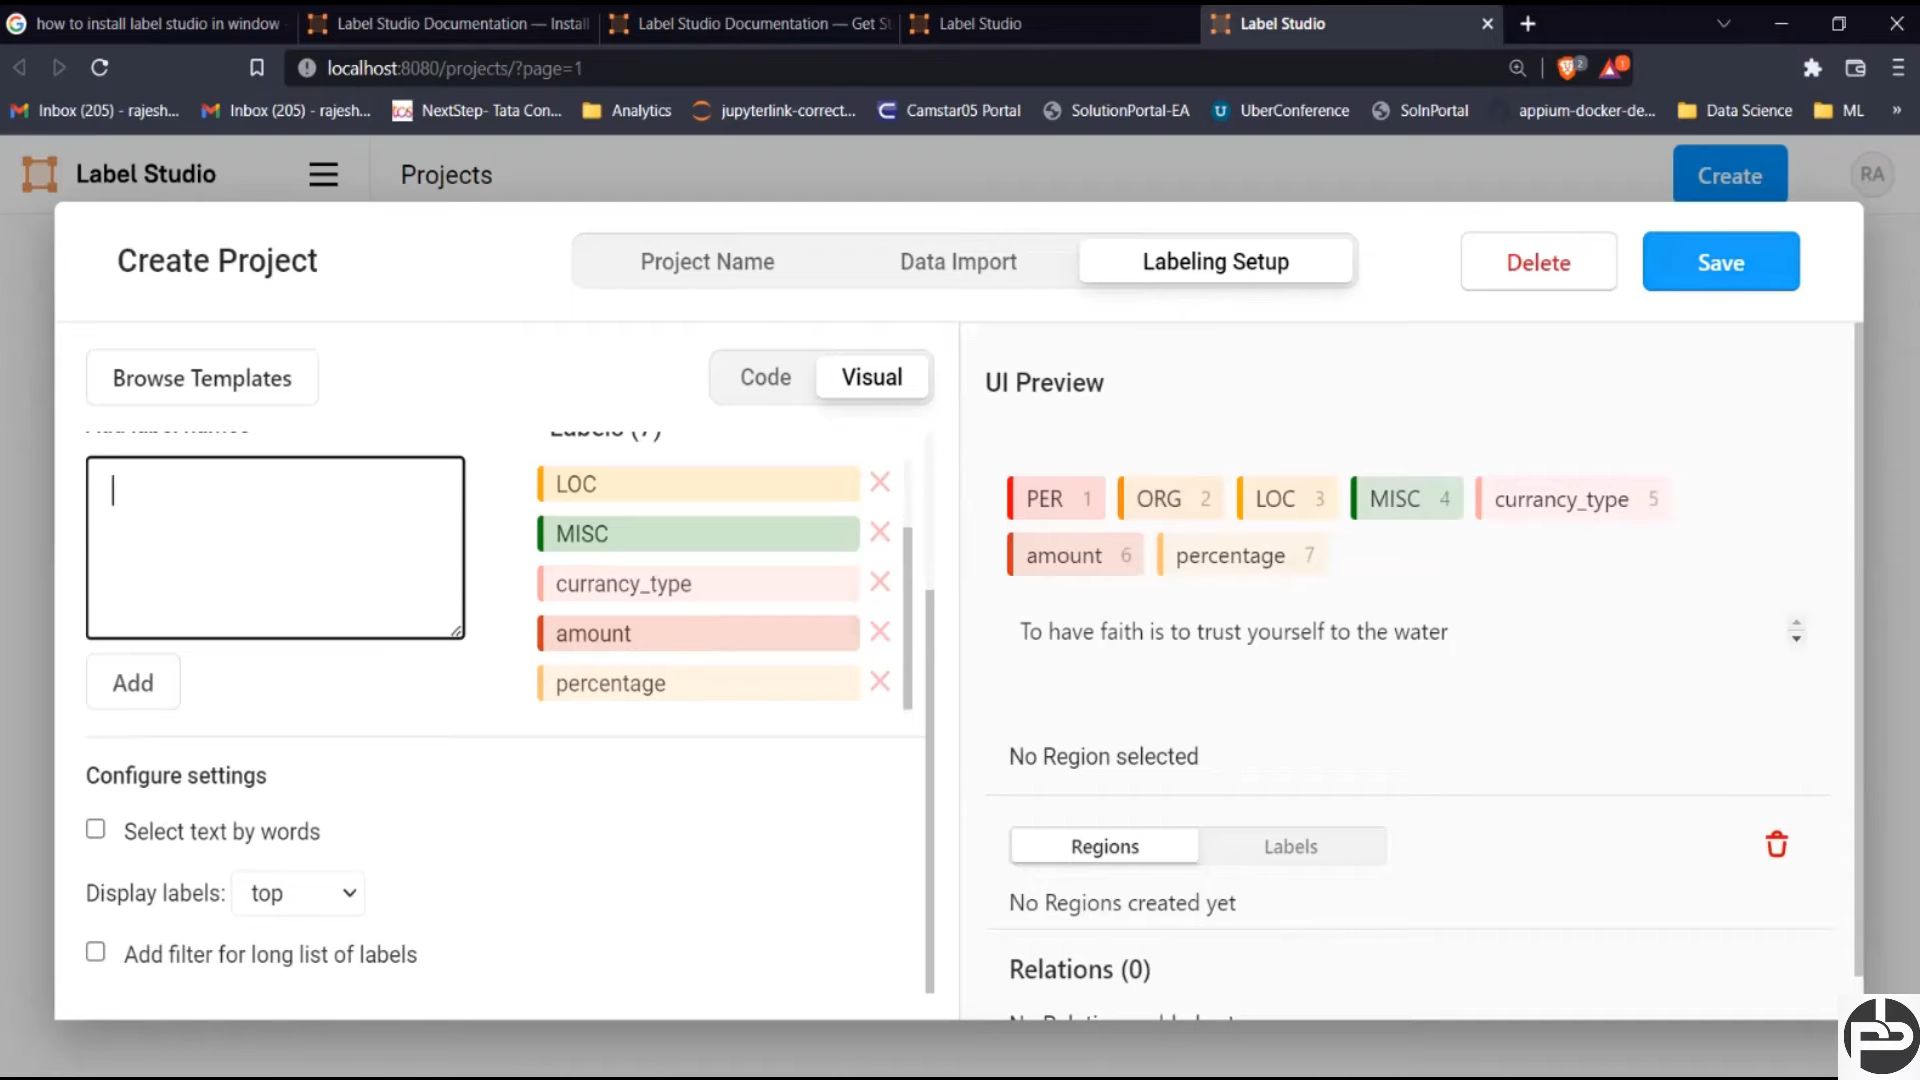 how to install label studio in window
Label Studio Documentation — Install
Label Studio Documentation — Get St
Label Studio
Label Studio
localhost:8080/projects/?page=1
2
1
Inbox (205) - rajesh...
Inbox (205) - rajesh...
tcs NextStep- Tata Con...
Analytics
jupyterlink-correct...
Camstar05 Portal
SolutionPortal-EA
UberConference
SolnPortal
appium-docker-de...
Data Science
ML
»
Label Studio
Projects
Create
RA
Create Project
Project Name
Data Import
Labeling Setup
Delete
Save
Browse Templates
Code
Visual
UI Preview
Labels (7)
LOC
MISC
currancy_type
amount
percentage
Add
PER 1 ORG 2 LOC 3 MISC 4 currancy_type 5
amount 6 percentage 7
To have faith is to trust yourself to the water
No Region selected
Configure settings
Select text by words
Display labels: top
Add filter for long list of labels
Regions
Labels
No Regions created yet
Relations (0)